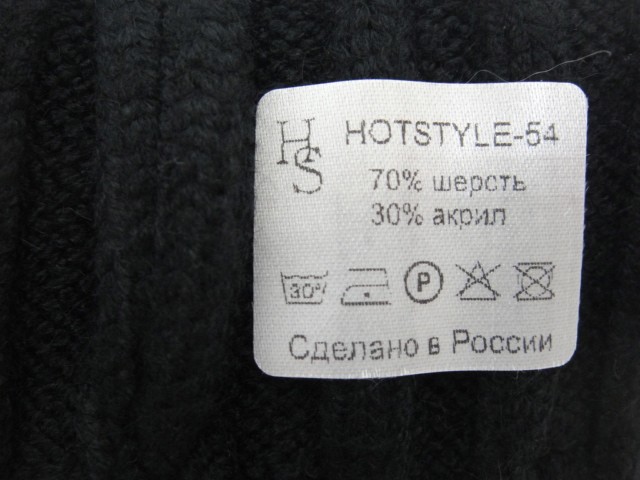 HS
HOTSTYLE-54
70% шерсть
30% акрил
30° P
Сделано в России